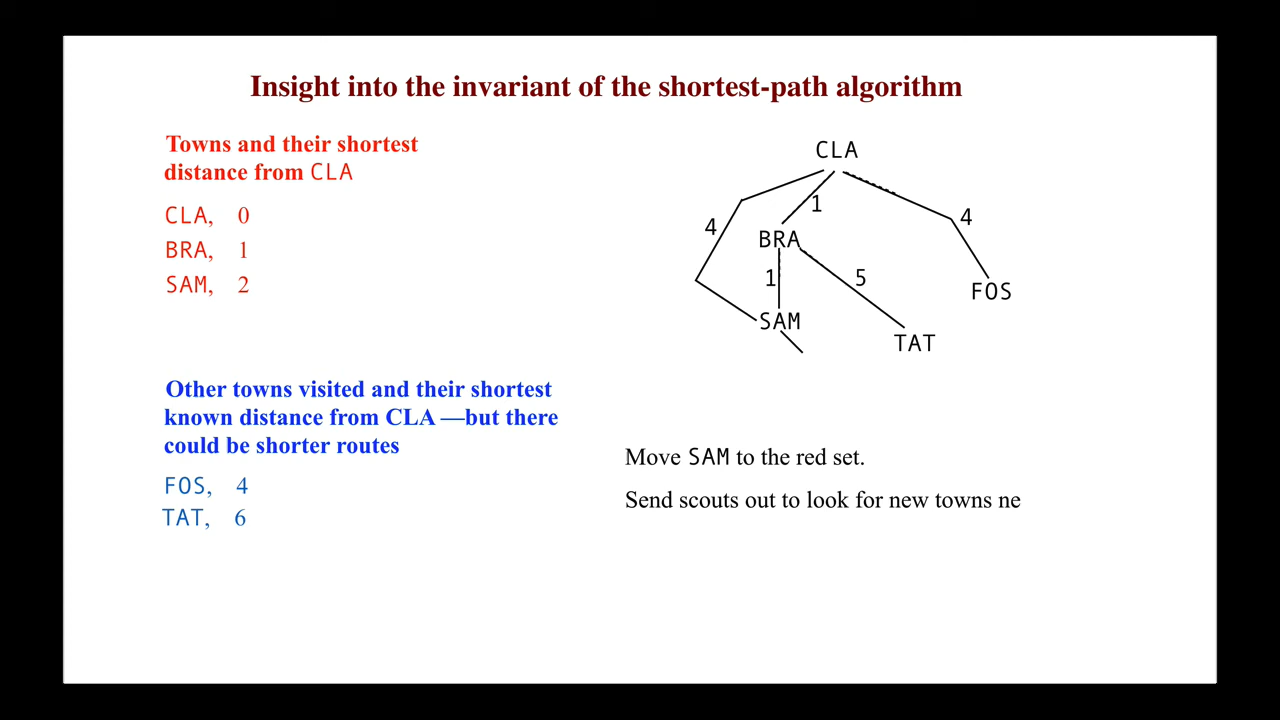 Insight into the invariant of the shortest-path algorithm
Towns and their shortest
distance from CLA
CLA, 0
BRA, 1
SAM, 2
Other towns visited and their shortest
known distance from CLA —but there
could be shorter routes
FOS, 4
TAT, 6
CLA
1
4
4
BRA
1
5
FOS
SAM
TAT
Move SAM to the red set.
Send scouts out to look for new towns ne